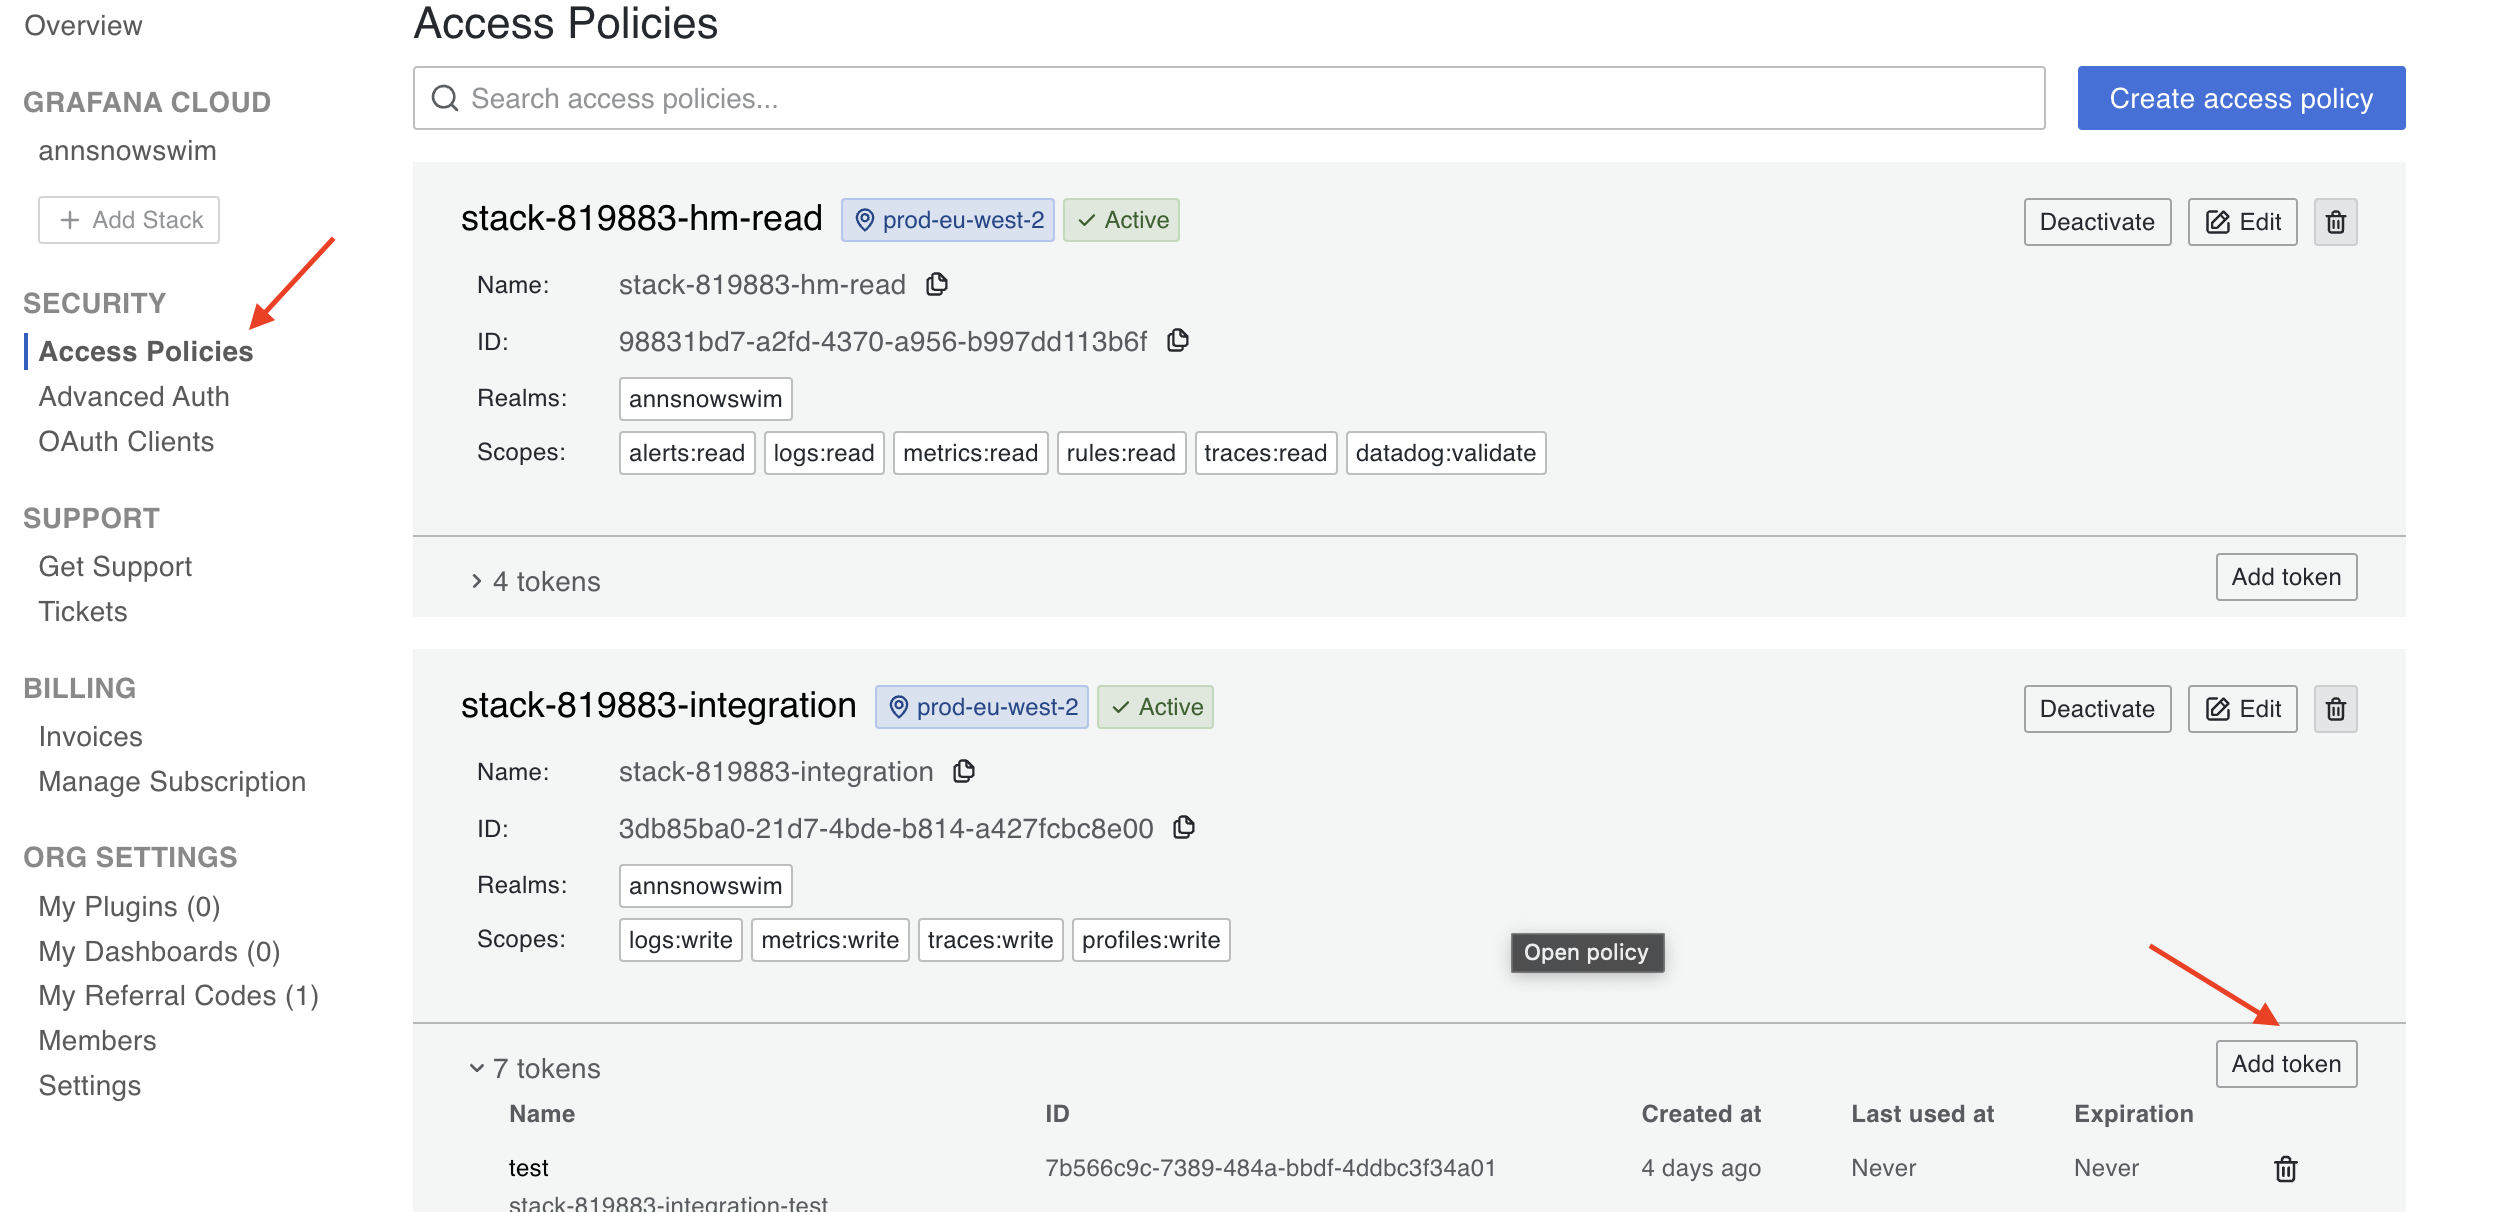 Overview
GRAFANA CLOUD
annsnowswim
+ Add Stack
SECURITY
Access Policies
Advanced Auth
OAuth Clients
SUPPORT
Get Support
Tickets
BILLING
Invoices
Manage Subscription
ORG SETTINGS
My Plugins (0)
My Dashboards (0)
My Referral Codes (1)
Members
Settings
Access Policies
Search access policies...
Create access policy
stack-819883-hm-read prod-eu-west-2 Active
Deactivate Edit
Name: stack-819883-hm-read
ID: 98831bd7-a2fd-4370-a956-b997dd113b6f
Realms: annsnowswim
Scopes: alerts:read logs:read metrics:read rules:read traces:read datadog:validate
4 tokens
Add token
stack-819883-integration prod-eu-west-2 Active
Deactivate Edit
Name: stack-819883-integration
ID: 3db85ba0-21d7-4bde-b814-a427fcbc8e00
Realms: annsnowswim
Scopes: logs:write metrics:write traces:write profiles:write
Open policy
7 tokens
Add token
Name ID Created at Last used at Expiration
test 7b566c9c-7389-484a-bbdf-4ddbc3f34a01 4 days ago Never Never
stack-819883-integration-test